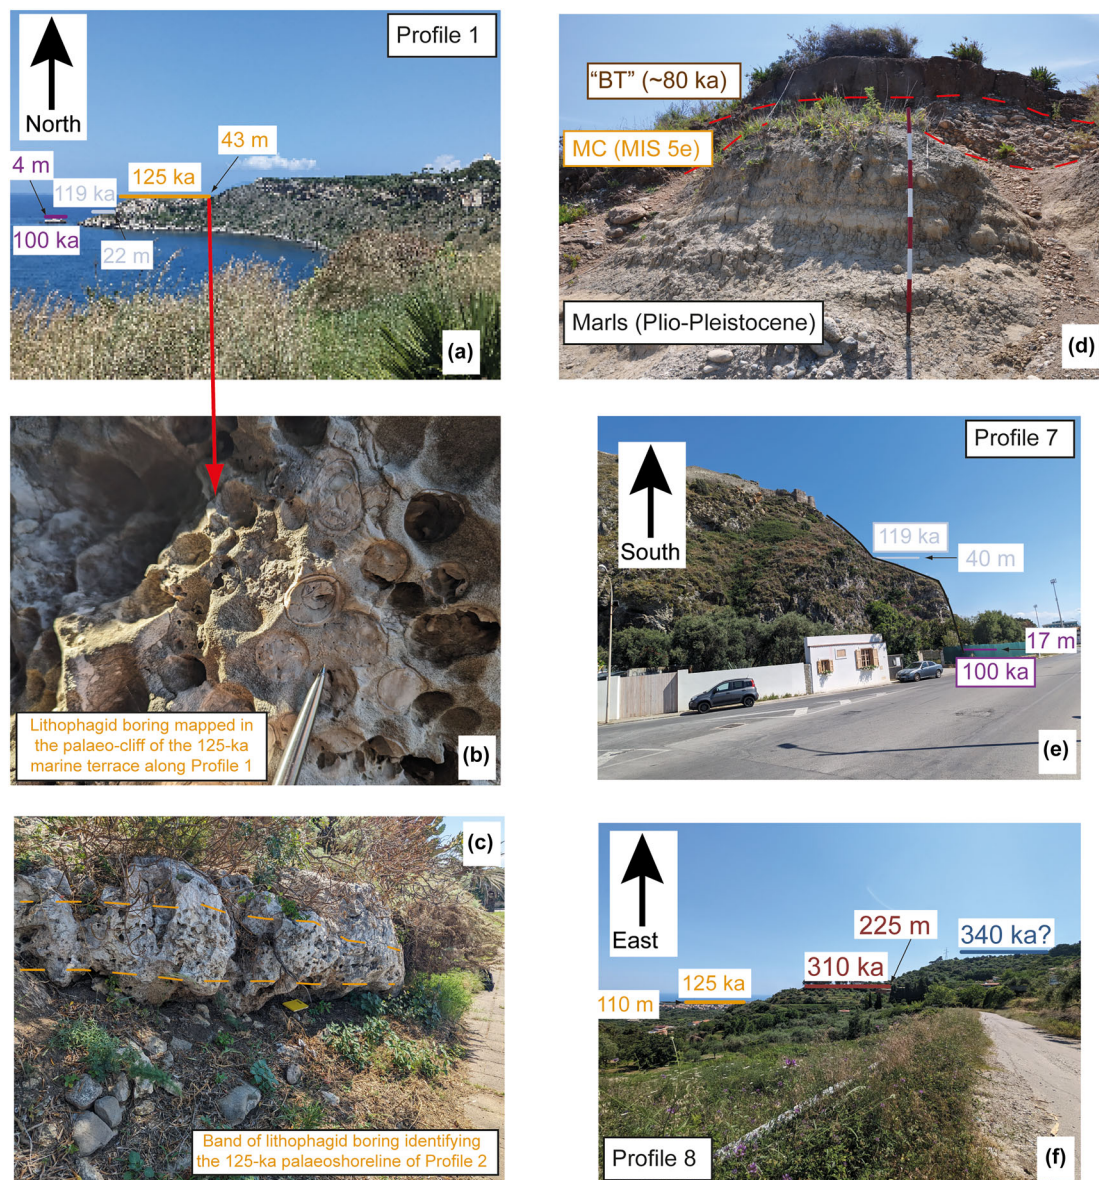 Profile 1
North
4 m
119 ka
125 ka
43 m
100 ka
22 m
(a)
Lithophagid boring mapped in
the palaeo-cliff of the 125-ka
marine terrace along Profile 1
(b)
(c)
Band of lithophagid boring identifying
the 125-ka palaeoshoreline of Profile 2
"BT" (~80 ka)
MC (MIS 5e)
Marls (Plio-Pleistocene)
(d)
Profile 7
South
119 ka
40 m
17 m
100 ka
(e)
East
225 m
340 ka?
310 ka
125 ka
110 m
Profile 8
(f)